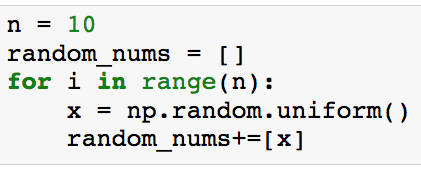 n = 10
random_nums = []
for i in range(n):
    x = np.random.uniform()
    random_nums+=[x]